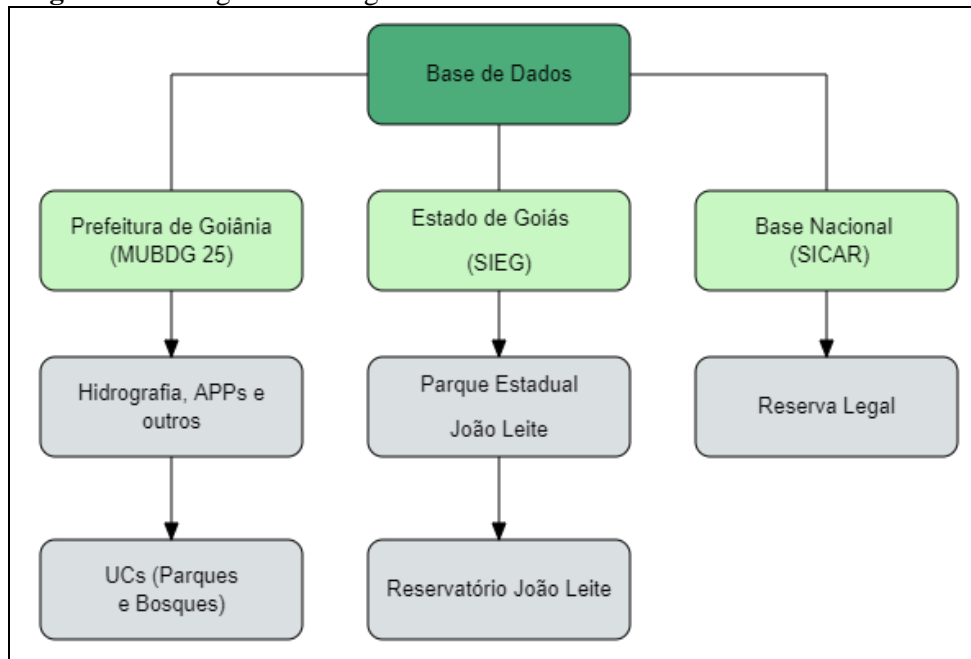 Base de Dados
Prefeitura de Goiânia
(MUBDG 25)
Estado de Goiás
(SIEG)
Base Nacional
(SICAR)
Hidrografia, APPs e
outros
Parque Estadual
João Leite
Reserva Legal
UCs (Parques
e Bosques)
Reservatório João Leite